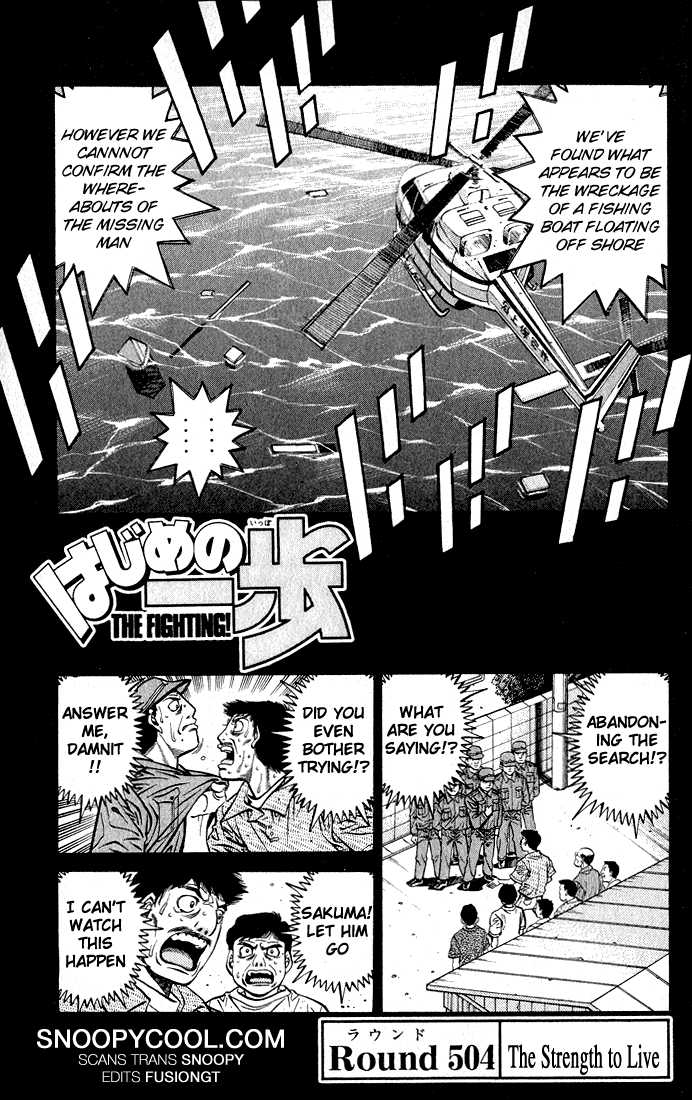 WE'VE
FOUND WHAT
APPEARS TO BE
THE WRECKAGE
OF A FISHING
BOAT FLOATING
OFF SHORE
HOWEVER WE
CANNNOT
CONFIRM THE
WHERE-
ABOUTS OF
THE MISSING
MAN
......
はじめの一歩
いっぽ
THE FIGHTING!
ABANDON-
ING THE
SEARCH!?
WHAT
ARE YOU
SAYING!?
DID YOU
EVEN
BOTHER
TRYING!?
ANSWER
ME,
DAMNIT
!!
SAKUMA!
LET HIM
GO
I CAN'T
WATCH
THIS
HAPPEN
SNOOPYCOOL.COM
SCANS TRANS SNOOPY
EDITS FUSIONGT
ラウンド
Round 504 The Strength to Live